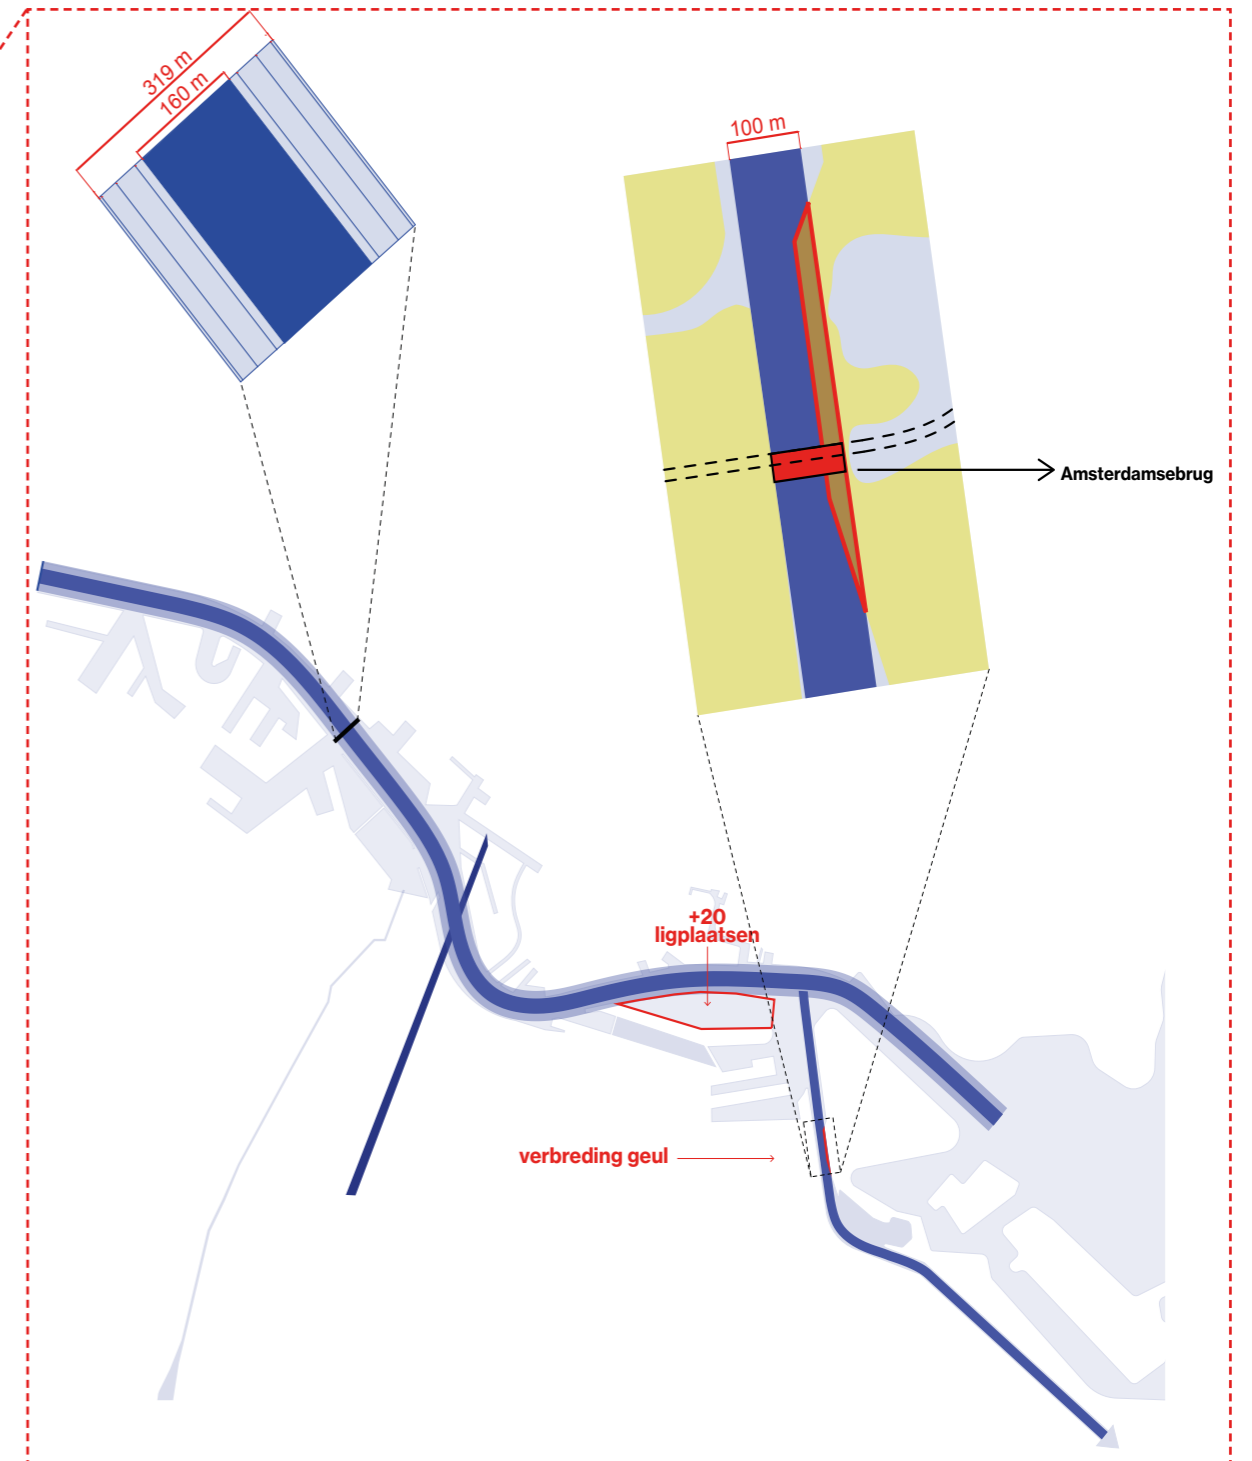 319 m
160 m
100 m
Amsterdamsebrug
+20
ligplaatsen
verbreding geul